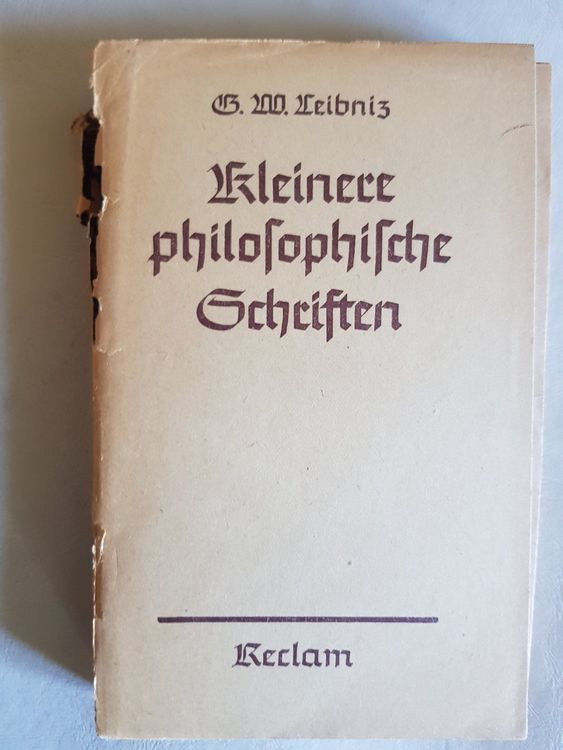 G. W. Leibniz
Kleinere
philoſophiſche
Schriften
Reclam